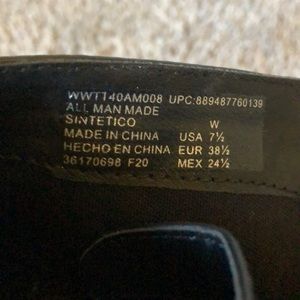 WWTT40AM008 UPC:889487760139
ALL MAN MADE
SINTETICO W
MADE IN CHINA USA 7½
HECHO EN CHINA EUR 38½
36170698 F20 MEX 24½